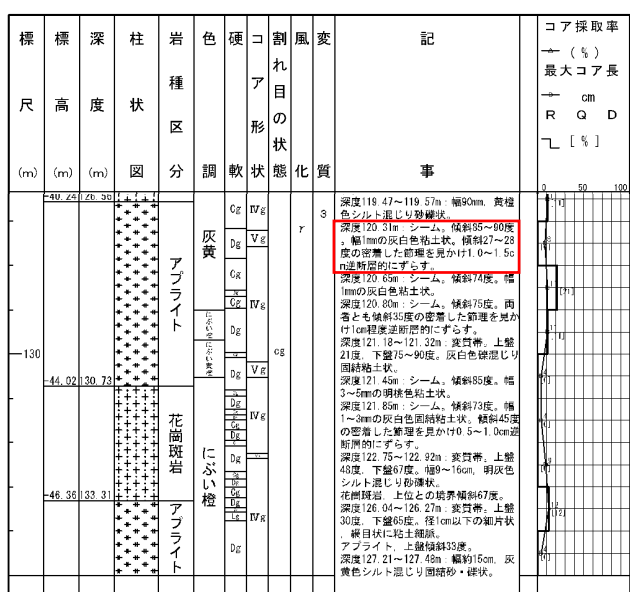 標尺(m)
標高(m)
深度(m)
柱状図
岩種区分
色調
硬軟
コア形状
割れ目の状態
風化
変質
記事
コア採取率
(%)
最大コア長
cm
RQD
[%]
0 50 100
-40.24 126.56
130
-44.02 130.73
-46.36 133.31
アプライト
花崗斑岩
アプライト
灰黄
にぶい橙
Cg
Dg
Cg
Cg
Dg
Dg
Dg
Cg
Dg
Dg
Dg
Ⅳg
Ⅴg
Ⅳg
Ⅴg
Ⅳg
Ⅳg
cg
r
3
深度119.47~119.57m:幅90mm、黄橙
色シルト混じり砂礫状。
深度120.31m:シーム。傾斜85~90度
。幅1mmの灰白色粘土状。傾斜27~28
度の密着した節理を見かけ1.0~1.5c
m逆断層的にずらす。
深度120.65m:シーム。傾斜74度。幅
1mmの灰白色粘土状。
深度120.80m:シーム。傾斜75度。両
者とも傾斜35度の密着した節理を見か
け1cm程度逆断層的にずらす。
深度121.18~121.32m:変質帯。上盤
21度、下盤75~90度。灰白色礫混じり
固結粘土状。
深度121.45m:シーム。傾斜85度。幅
3~5mmの明桃色粘土状。
深度121.85m:シーム。傾斜73度。幅
1~3mmの灰白色固結粘土状。傾斜45度
の密着した節理を見かけ0.5~1.0cm逆
断層的にずらす。
深度122.75~122.92m:変質帯。上盤
48度、下盤67度。幅9~16cm、明灰色
シルト混じり砂礫状。
花崗斑岩、上位との境界傾斜67度。
深度126.04~126.27m:変質帯。上盤
30度、下盤65度。径1cm以下の細片状
、網目状に粘土細脈。
アプライト、上盤傾斜33度。
深度127.21~127.48m:幅約15cm、灰
黄色シルト混じり固結砂・礫状。